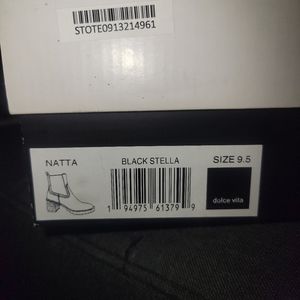 STOTE0913214961
NATTA
BLACK STELLA
SIZE 9.5
1 94975 61379 9
dolce vita